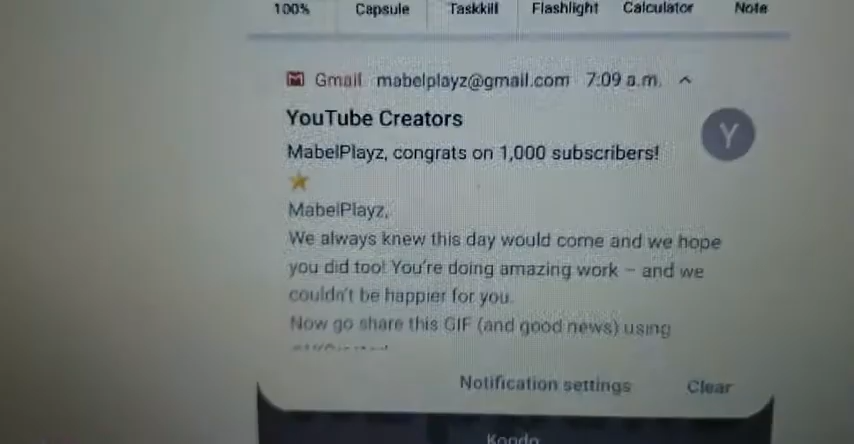 100% Capsule Taskkill Flashlight Calculator Note
Gmail mabelplayz@gmail.com 7:09 a.m.
YouTube Creators
Y
MabelPlayz, congrats on 1,000 subscribers!
MabelPlayz,
We always knew this day would come and we hope
you did too! You're doing amazing work – and we
couldn't be happier for you.
Now go share this GIF (and good news) using
Notification settings Clear